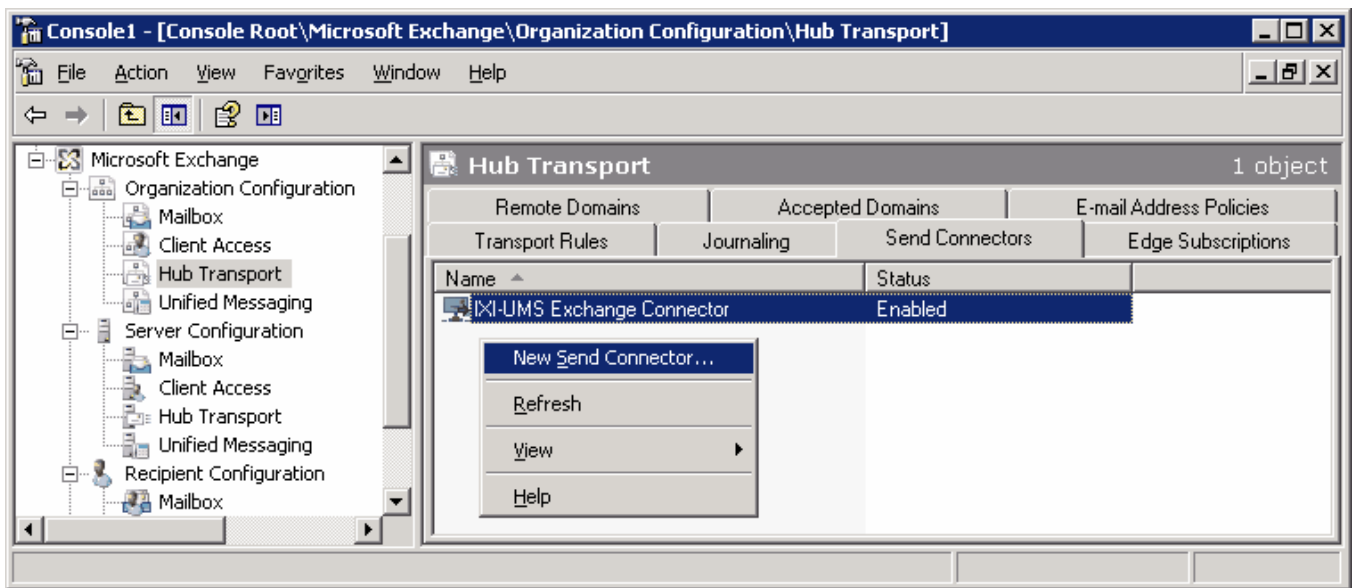 Console1 - [Console Root\Microsoft Exchange\Organization Configuration\Hub Transport]
File Action View Favorites Window Help
Microsoft Exchange
Organization Configuration
Mailbox
Client Access
Hub Transport
Unified Messaging
Server Configuration
Mailbox
Client Access
Hub Transport
Unified Messaging
Recipient Configuration
Mailbox
Hub Transport 1 object
Remote Domains Accepted Domains E-mail Address Policies
Transport Rules Journaling Send Connectors Edge Subscriptions
Name Status
IXI-UMS Exchange Connector Enabled
New Send Connector...
Refresh
View
Help